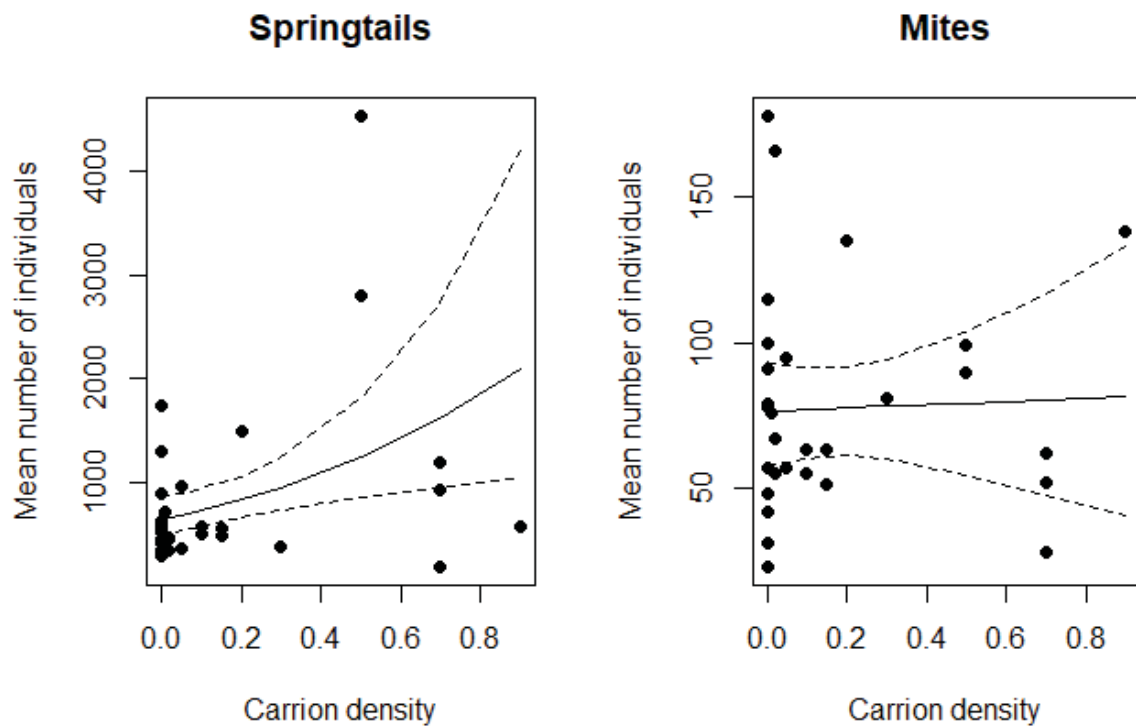 Springtails
Mean number of individuals
4000
3000
2000
1000
0.0 0.2 0.4 0.6 0.8
Carrion density
Mites
Mean number of individuals
150
100
50
0.0 0.2 0.4 0.6 0.8
Carrion density